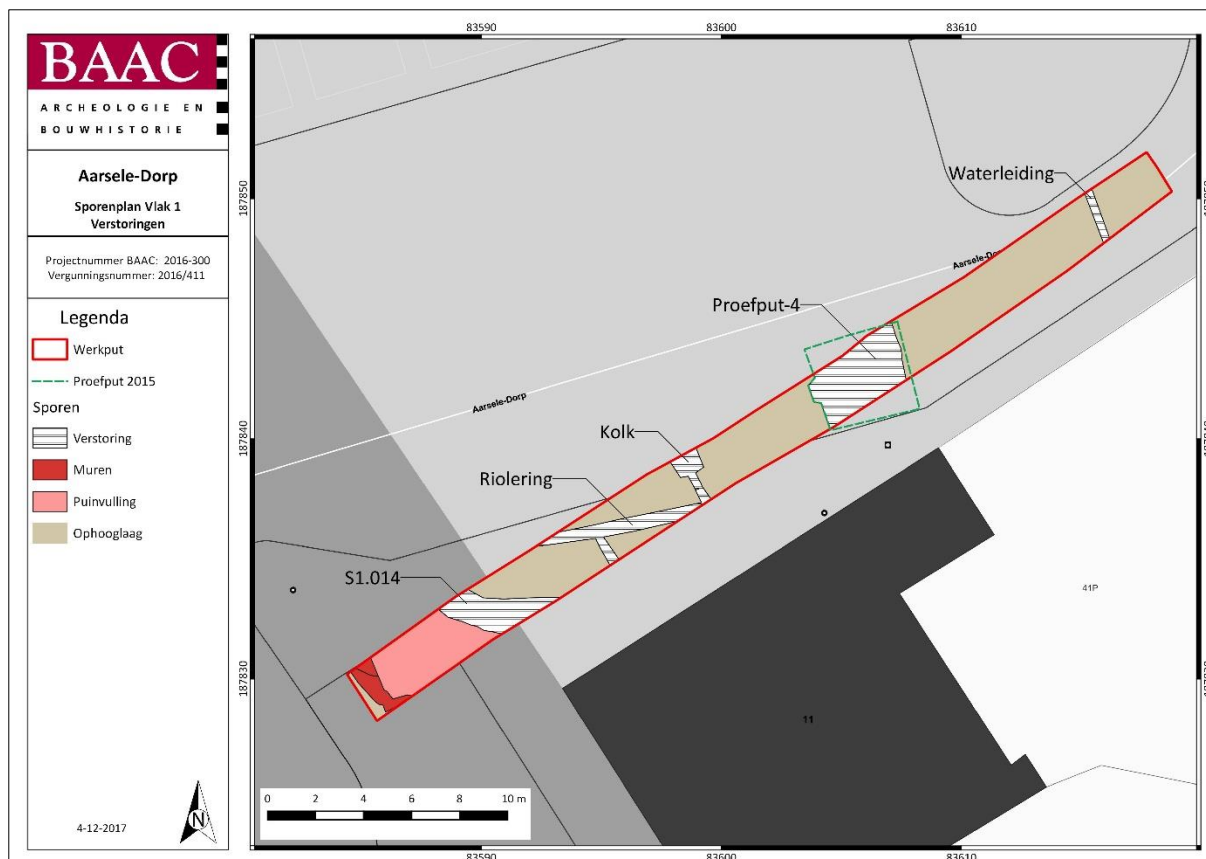 BAAC
ARCHEOLOGIE EN
BOUWHISTORIE
Aarsele-Dorp
Sporenplan Vlak 1
Verstoringen
Projectnummer BAAC: 2016-300
Vergunningsnummer: 2016/411
Legenda
Werkput
Proefput 2015
Sporen
Verstoring
Muren
Puinvulling
Ophooglaag
N
4-12-2017
83590
83600
83610
187850
187840
187830
187850
187840
187830
Waterleiding
Aarsele-Dorp
Proefput-4
Aarsele-Dorp
Kolk
Riolering
S1.014
41P
11
0 2 4 6 8 10 m
83590
83600
83610